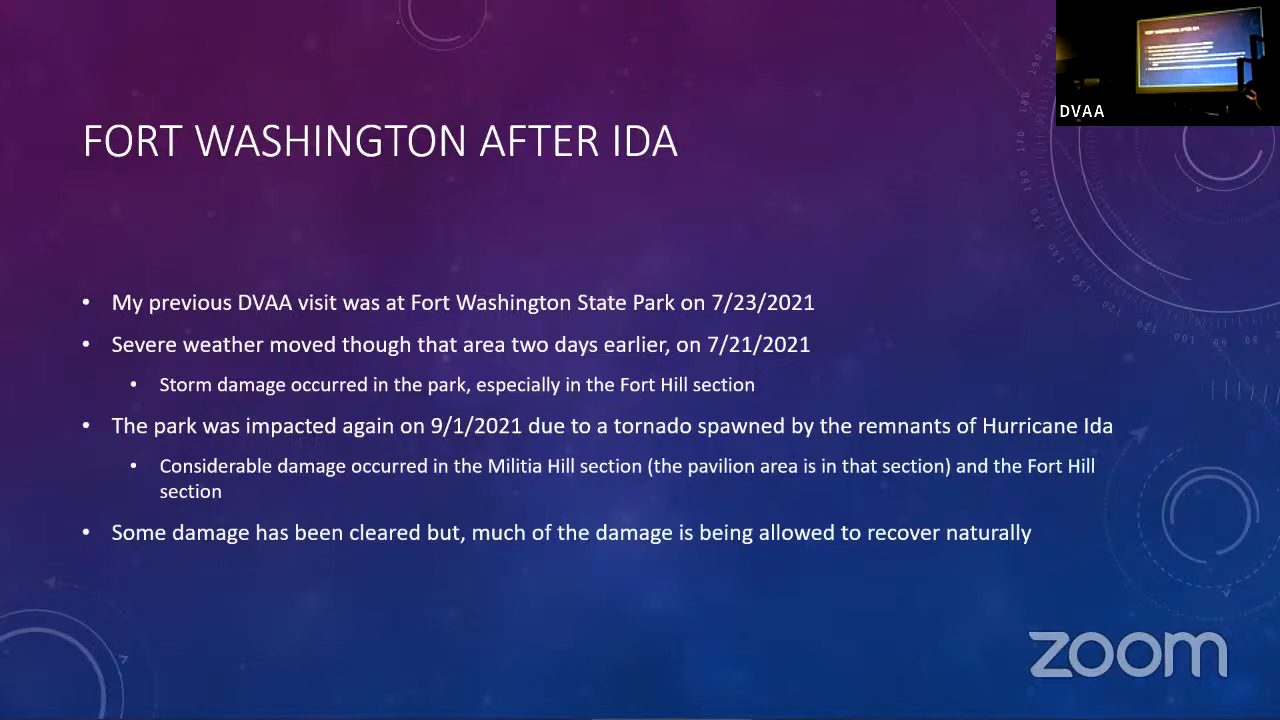 DVAA
FORT WASHINGTON AFTER IDA
• My previous DVAA visit was at Fort Washington State Park on 7/23/2021
• Severe weather moved though that area two days earlier, on 7/21/2021
• Storm damage occurred in the park, especially in the Fort Hill section
• The park was impacted again on 9/1/2021 due to a tornado spawned by the remnants of Hurricane Ida
• Considerable damage occurred in the Militia Hill section (the pavilion area is in that section) and the Fort Hill
section
• Some damage has been cleared but, much of the damage is being allowed to recover naturally
zoom